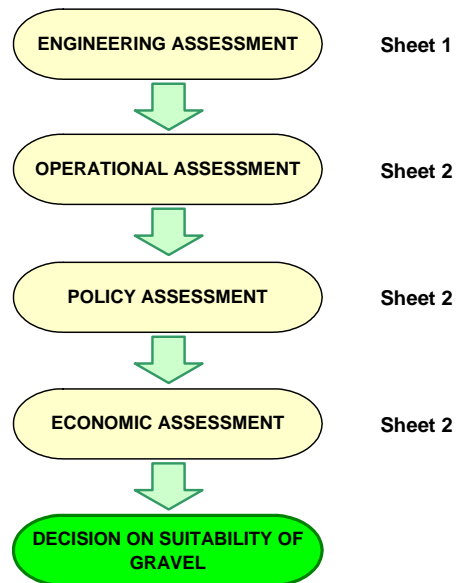 ENGINEERING ASSESSMENT Sheet 1
OPERATIONAL ASSESSMENT Sheet 2
POLICY ASSESSMENT Sheet 2
ECONOMIC ASSESSMENT Sheet 2
DECISION ON SUITABILITY OF
GRAVEL